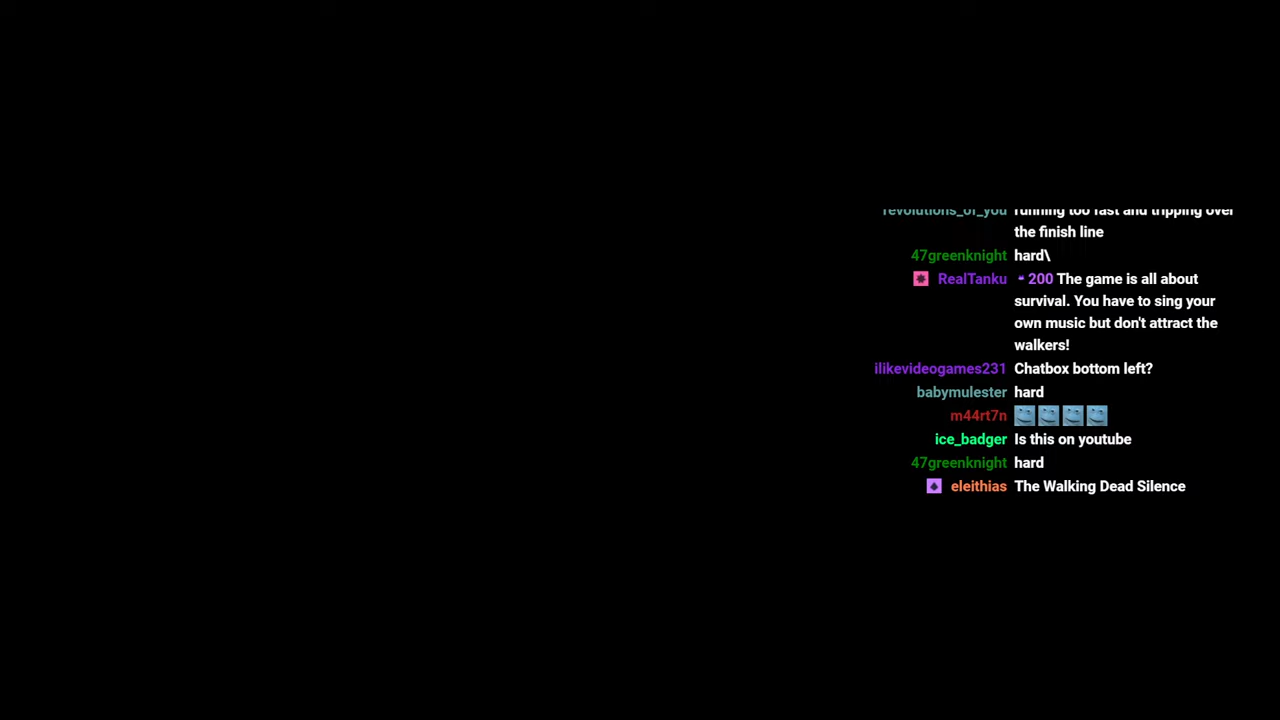 revolutions_of_you running too fast and tripping over
the finish line
47greenknight hard\
RealTanku 200 The game is all about
survival. You have to sing your
own music but don't attract the
walkers!
ilikevideogames231 Chatbox bottom left?
babymulester hard
m44rt7n
ice_badger Is this on youtube
47greenknight hard
eleithias The Walking Dead Silence